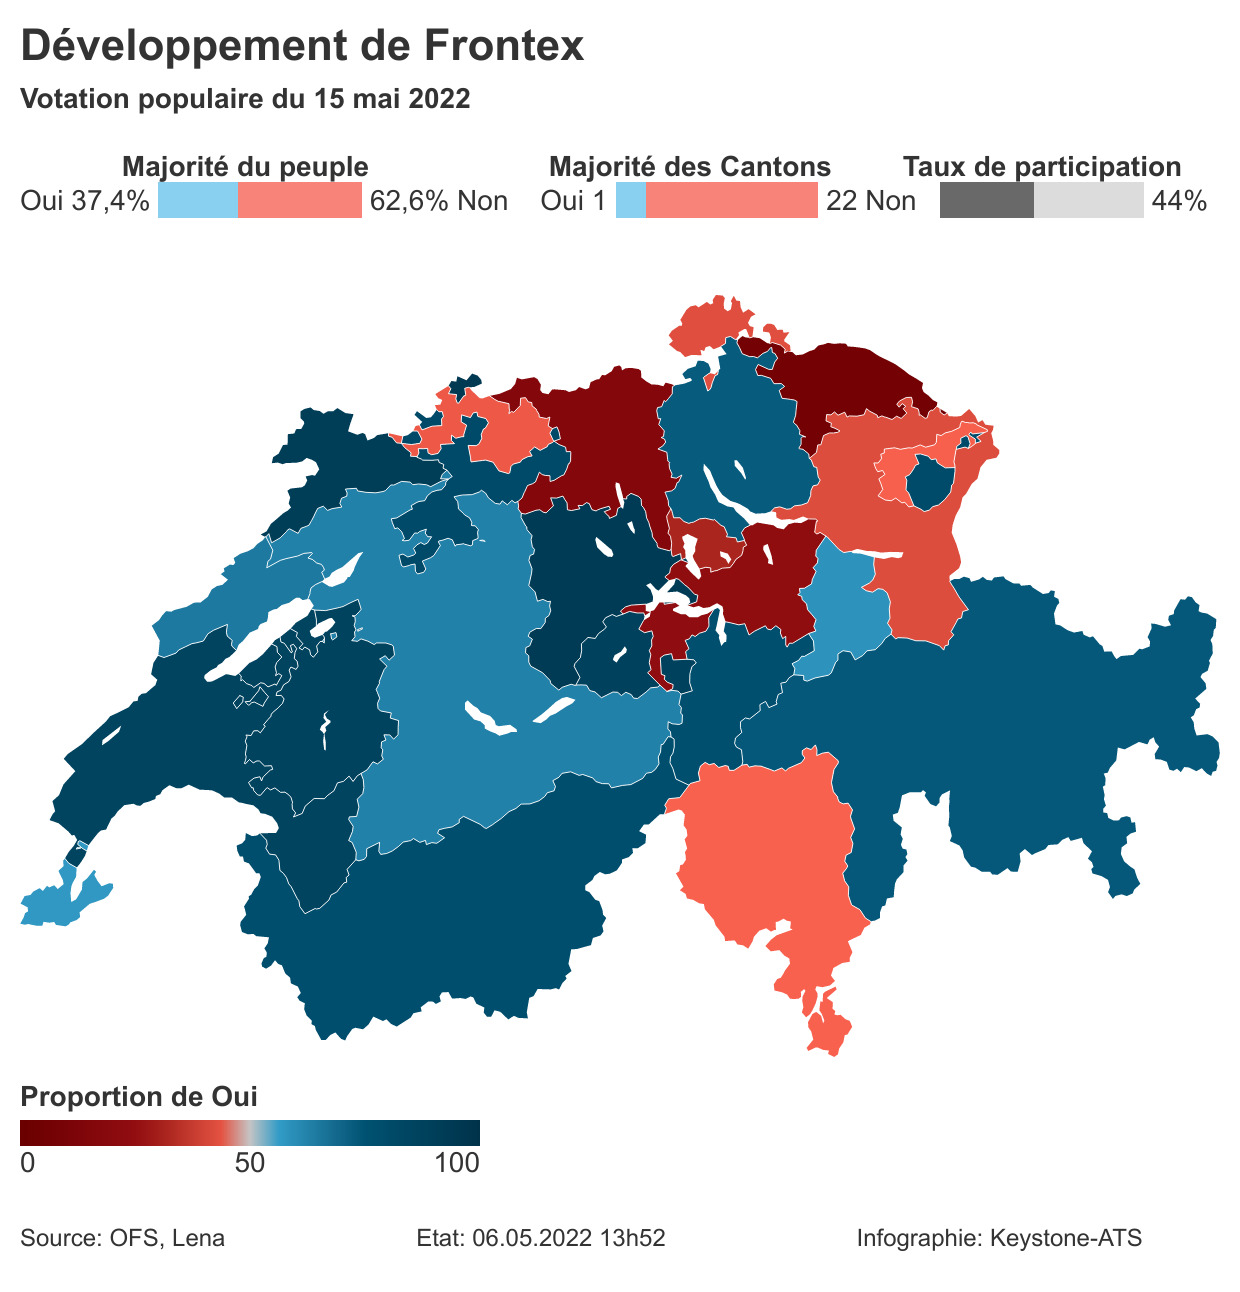 Développement de Frontex
Votation populaire du 15 mai 2022
Majorité du peuple
Oui 37,4% 62,6% Non
Majorité des Cantons
Oui 1 22 Non
Taux de participation
44%
Proportion de Oui
0 50 100
Source: OFS, Lena Etat: 06.05.2022 13h52 Infographie: Keystone-ATS